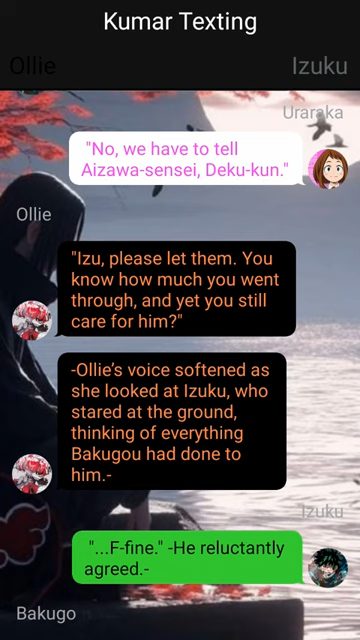 Kumar Texting
Ollie
Izuku
Uraraka
"No, we have to tell
Aizawa-sensei, Deku-kun."
Ollie
"Izu, please let them. You
know how much you went
through, and yet you still
care for him?"
-Ollie’s voice softened as
she looked at Izuku, who
stared at the ground,
thinking of everything
Bakugou had done to
him.-
Izuku
"...F-fine." -He reluctantly
agreed.-
Bakugo